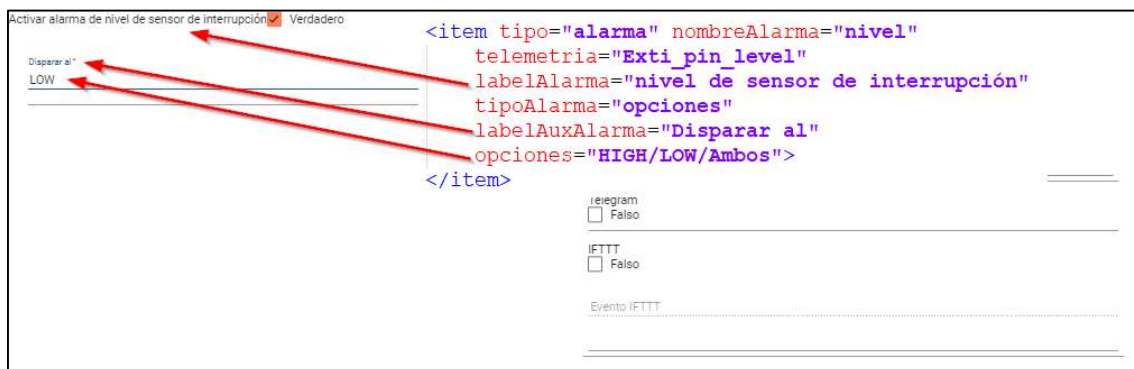 Activar alarma de nivel de sensor de interrupción Verdadero
Disparar al *
LOW
<item tipo="alarma" nombreAlarma="nivel"
telemetria="Exti_pin_level"
labelAlarma="nivel de sensor de interrupción"
tipoAlarma="opciones"
labelAuxAlarma="Disparar al"
opciones="HIGH/LOW/Ambos">
</item>
Telegram
Falso
IFTTT
Falso
Evento IFTTT